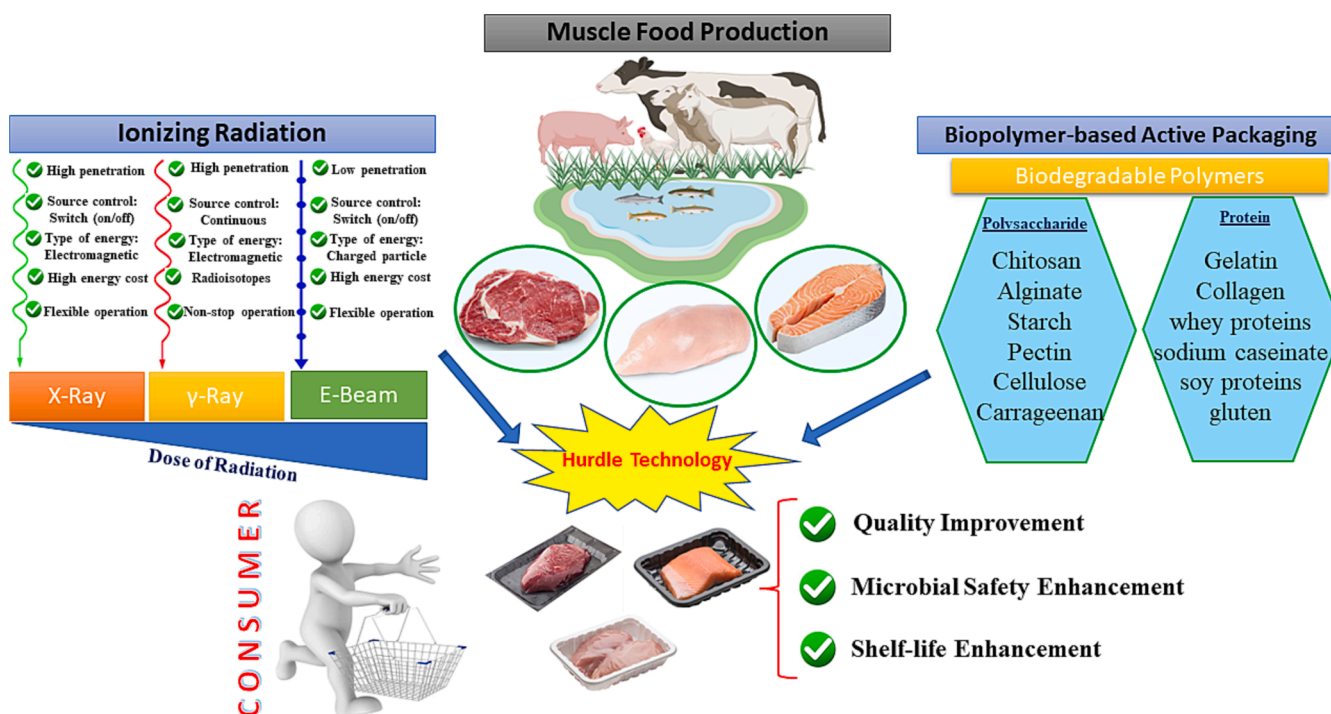 Muscle Food Production
Ionizing Radiation
High penetration
Source control:
Switch (on/off)
Type of energy:
Electromagnetic
High energy cost
Flexible operation
High penetration
Source control:
Continuous
Type of energy:
Electromagnetic
Radioisotopes
Non-stop operation
Low penetration
Source control:
Switch (on/off)
Type of energy:
Charged particle
High energy cost
Flexible operation
X-Ray
γ-Ray
E-Beam
Dose of Radiation
Biopolymer-based Active Packaging
Biodegradable Polymers
Polysaccharide
Chitosan
Alginate
Starch
Pectin
Cellulose
Carrageenan
Protein
Gelatin
Collagen
whey proteins
sodium caseinate
soy proteins
gluten
Hurdle Technology
CONSUMER
Quality Improvement
Microbial Safety Enhancement
Shelf-life Enhancement